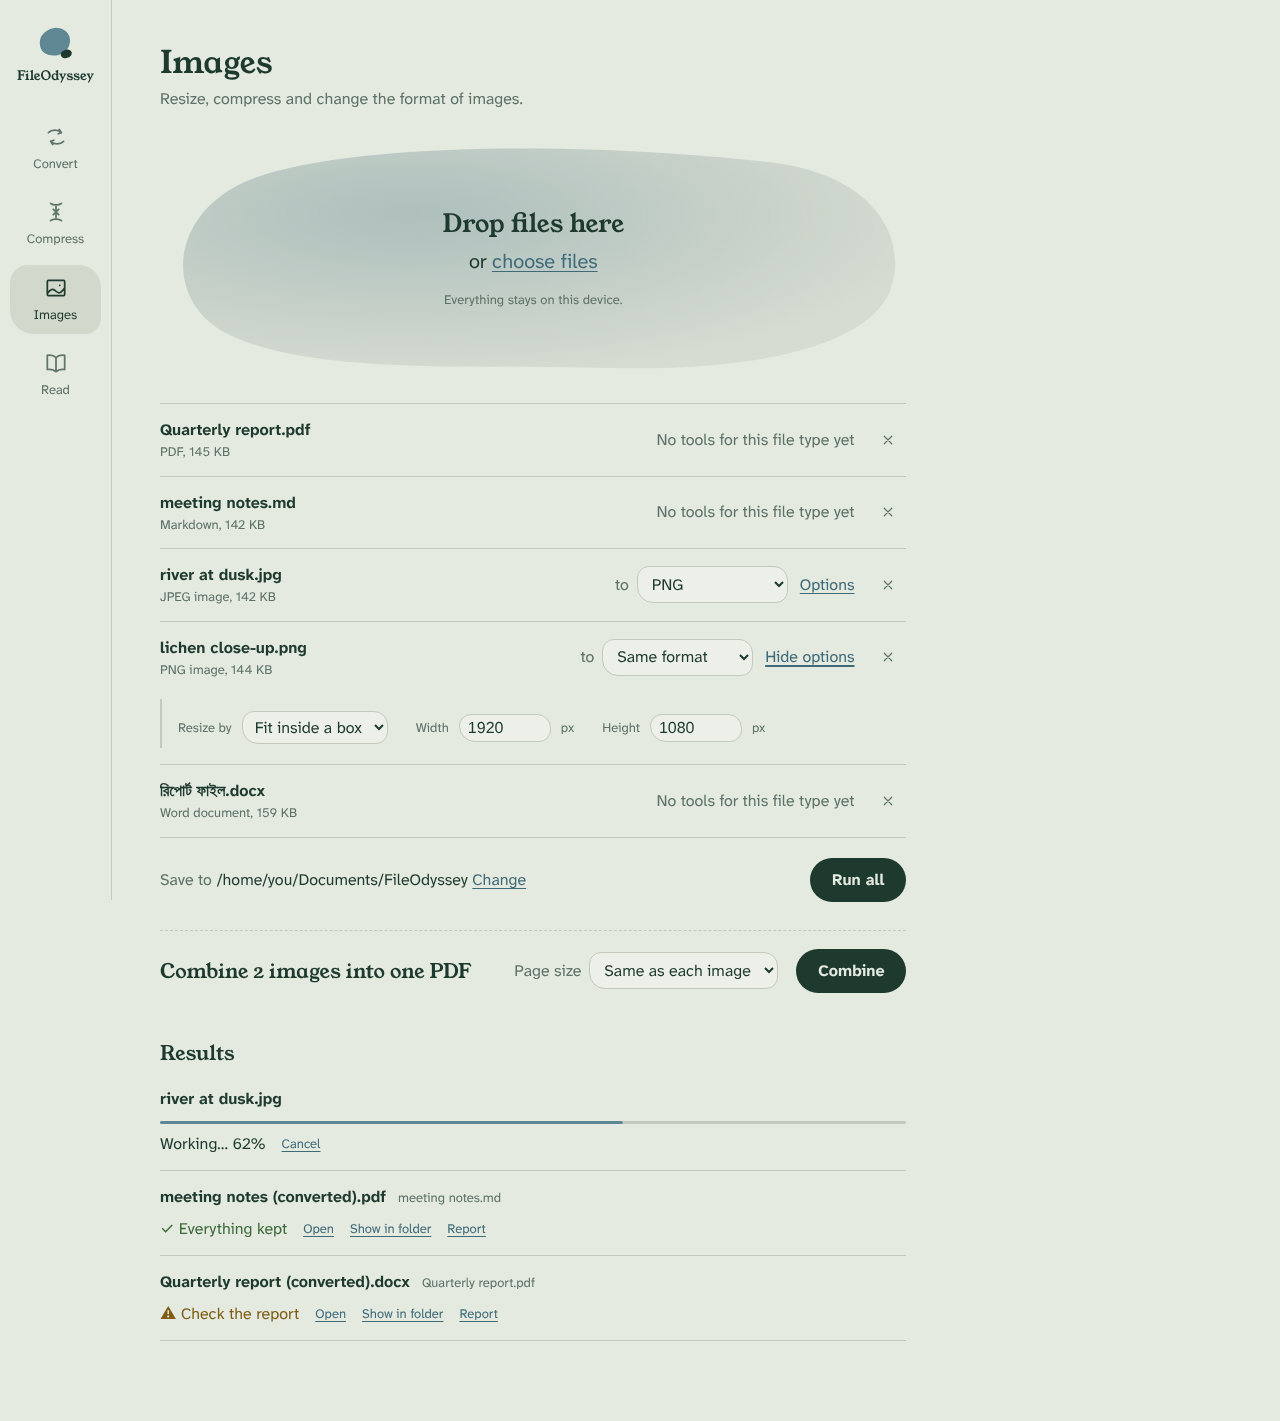 FileOdyssey
Convert
Compress
Images
Read
Images
Resize, compress and change the format of images.
Drop files here
or choose files
Everything stays on this device.
Quarterly report.pdf
PDF, 145 KB
No tools for this file type yet
meeting notes.md
Markdown, 142 KB
No tools for this file type yet
river at dusk.jpg
JPEG image, 142 KB
to PNG Options
lichen close-up.png
PNG image, 144 KB
to Same format Hide options
Resize by Fit inside a box Width 1920 px Height 1080 px
রিপোর্ট ফাইল.docx
Word document, 159 KB
No tools for this file type yet
Save to /home/you/Documents/FileOdyssey Change Run all
Combine 2 images into one PDF Page size Same as each image Combine
Results
river at dusk.jpg
Working... 62% Cancel
meeting notes (converted).pdf meeting notes.md
Everything kept Open Show in folder Report
Quarterly report (converted).docx Quarterly report.pdf
Check the report Open Show in folder Report